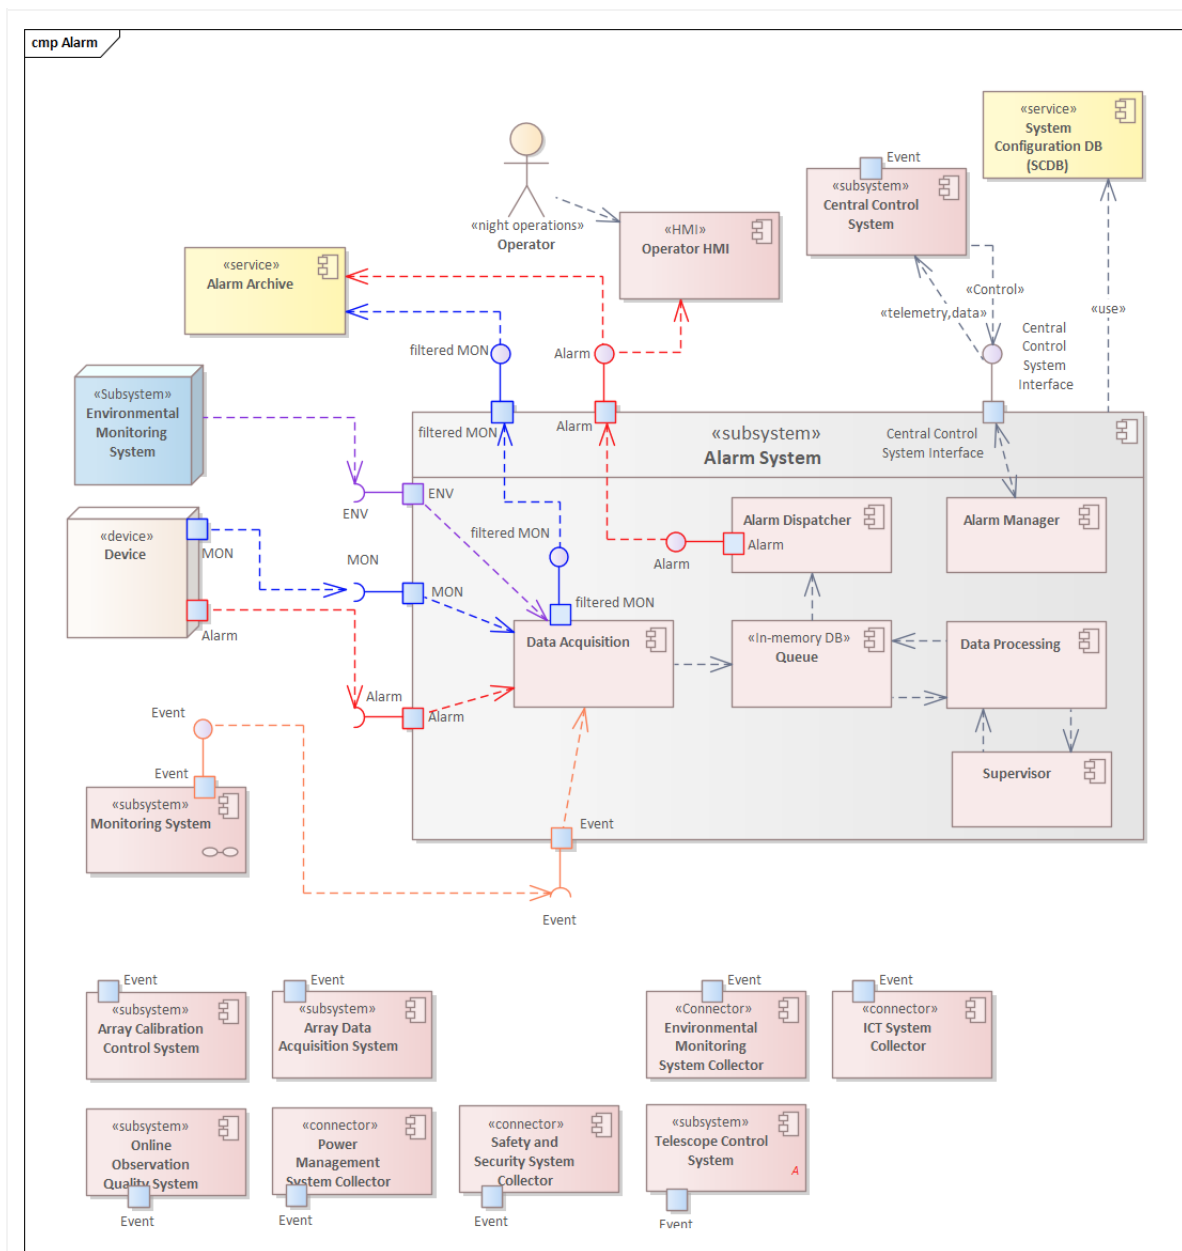 cmp Alarm
«service»
System
Configuration DB
(SCDB)
Event
«subsystem»
Central Control
System
«night operations»
Operator
«HMI»
Operator HMI
«service»
Alarm Archive
«Control»
«telemetry,data»
«use»
Central
Control
System
Interface
filtered MON
Alarm
«Subsystem»
Environmental
Monitoring
System
filtered MON
Alarm
«subsystem»
Alarm System
Central Control
System Interface
ENV
ENV
Alarm Dispatcher
Alarm Manager
«device»
Device
MON
MON
MON
filtered MON
Alarm
Alarm
filtered MON
Alarm
Data Acquisition
«In-memory DB»
Queue
Data Processing
Alarm
Alarm
Event
Event
«subsystem»
Monitoring System
Supervisor
Event
Event
Event
«subsystem»
Array Calibration
Control System
Event
«subsystem»
Array Data
Acquisition System
Event
«Connector»
Environmental
Monitoring
System Collector
Event
«connector»
ICT System
Collector
«subsystem»
Online
Observation
Quality System
Event
«connector»
Power
Management
System Collector
Event
«connector»
Safety and
Security System
Collector
Event
«subsystem»
Telescope Control
System
A
Event